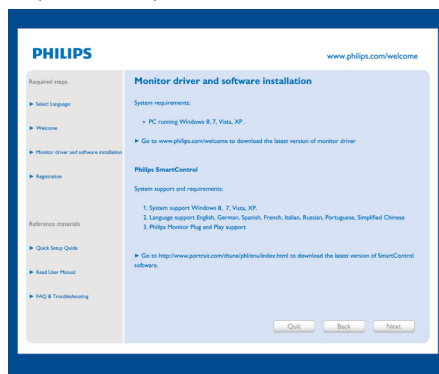 PHILIPS
www.philips.com/welcome
Required steps
Select Language:
Welcome
Monitor driver and software installation
Registration
Reference materials
Quick Setup Quide
Read User Manual
FAQ & Troubleshooting
Monitor driver and software installation
System requirements:
• PC running Windows 8, 7, Vista, XP.
Go to www.philips.com/welcome to download the latest version of monitor driver
Philips SmartControl
System support and requirements:
1. System support Windows 8, 7, Vista, XP.
2. Language support English, German, Spanish, French, Italian, Russian, Portuguese, Simplified Chinese
3. Philips Monitor Plug and Play support
Go to http://www.portrait.com/dtune/phl/enu/index.html to download the latest version of SmartControl
software.
Quit Back Next